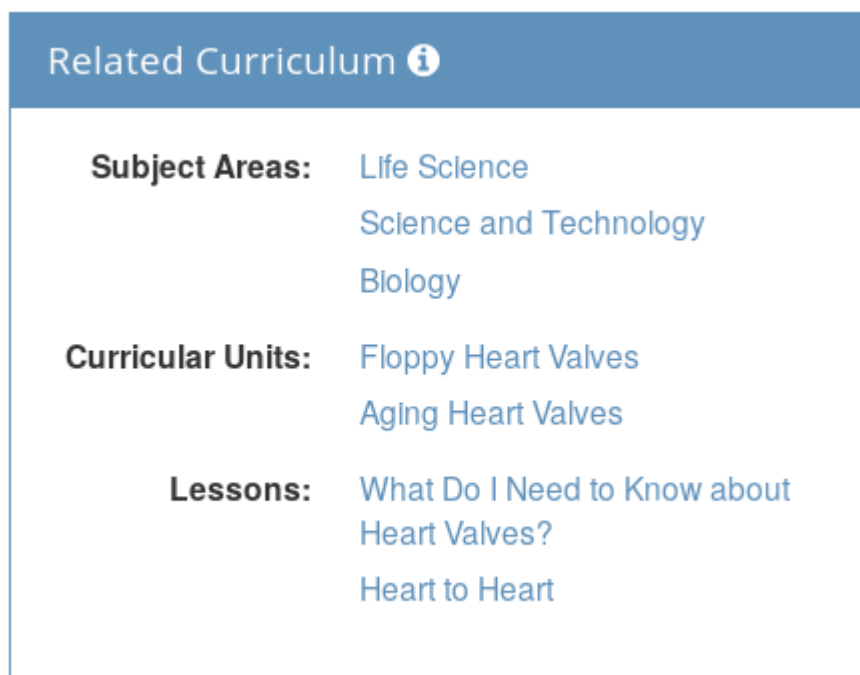 Related Curriculum
Subject Areas: Life Science
Science and Technology
Biology
Curricular Units: Floppy Heart Valves
Aging Heart Valves
Lessons: What Do I Need to Know about
Heart Valves?
Heart to Heart